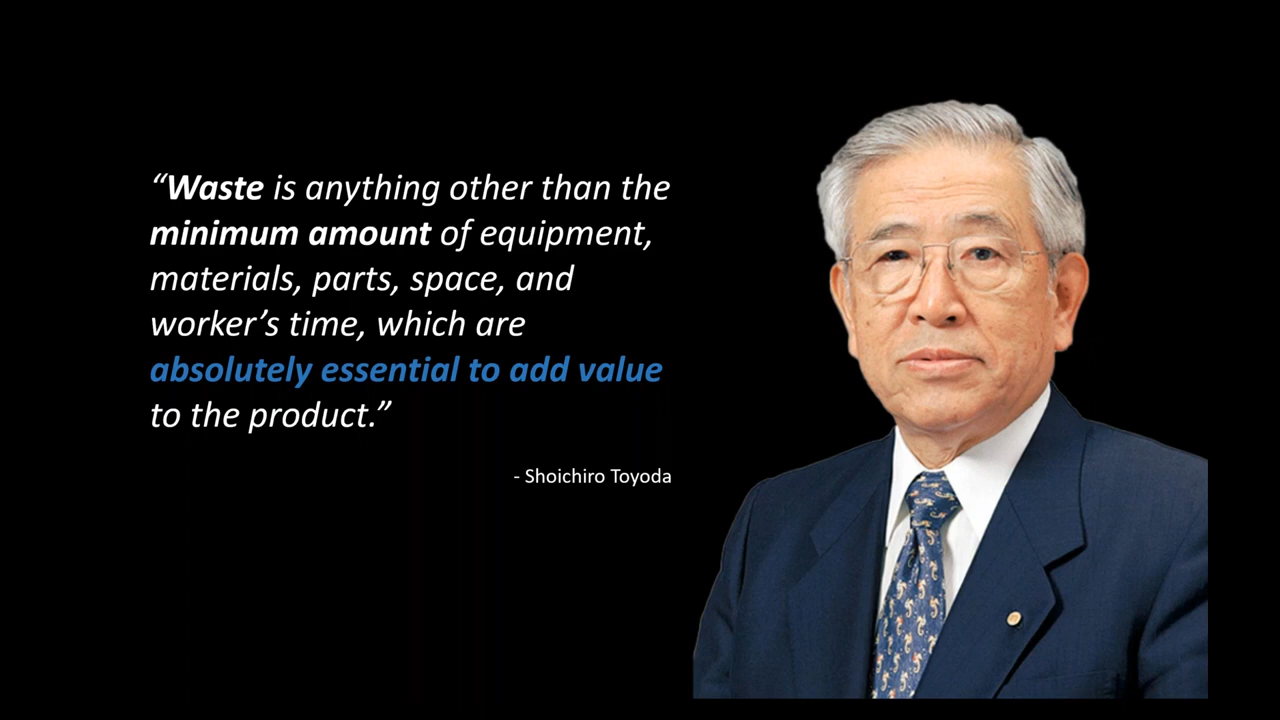 “Waste is anything other than the
minimum amount of equipment,
materials, parts, space, and
worker’s time, which are
absolutely essential to add value
to the product.”
- Shoichiro Toyoda